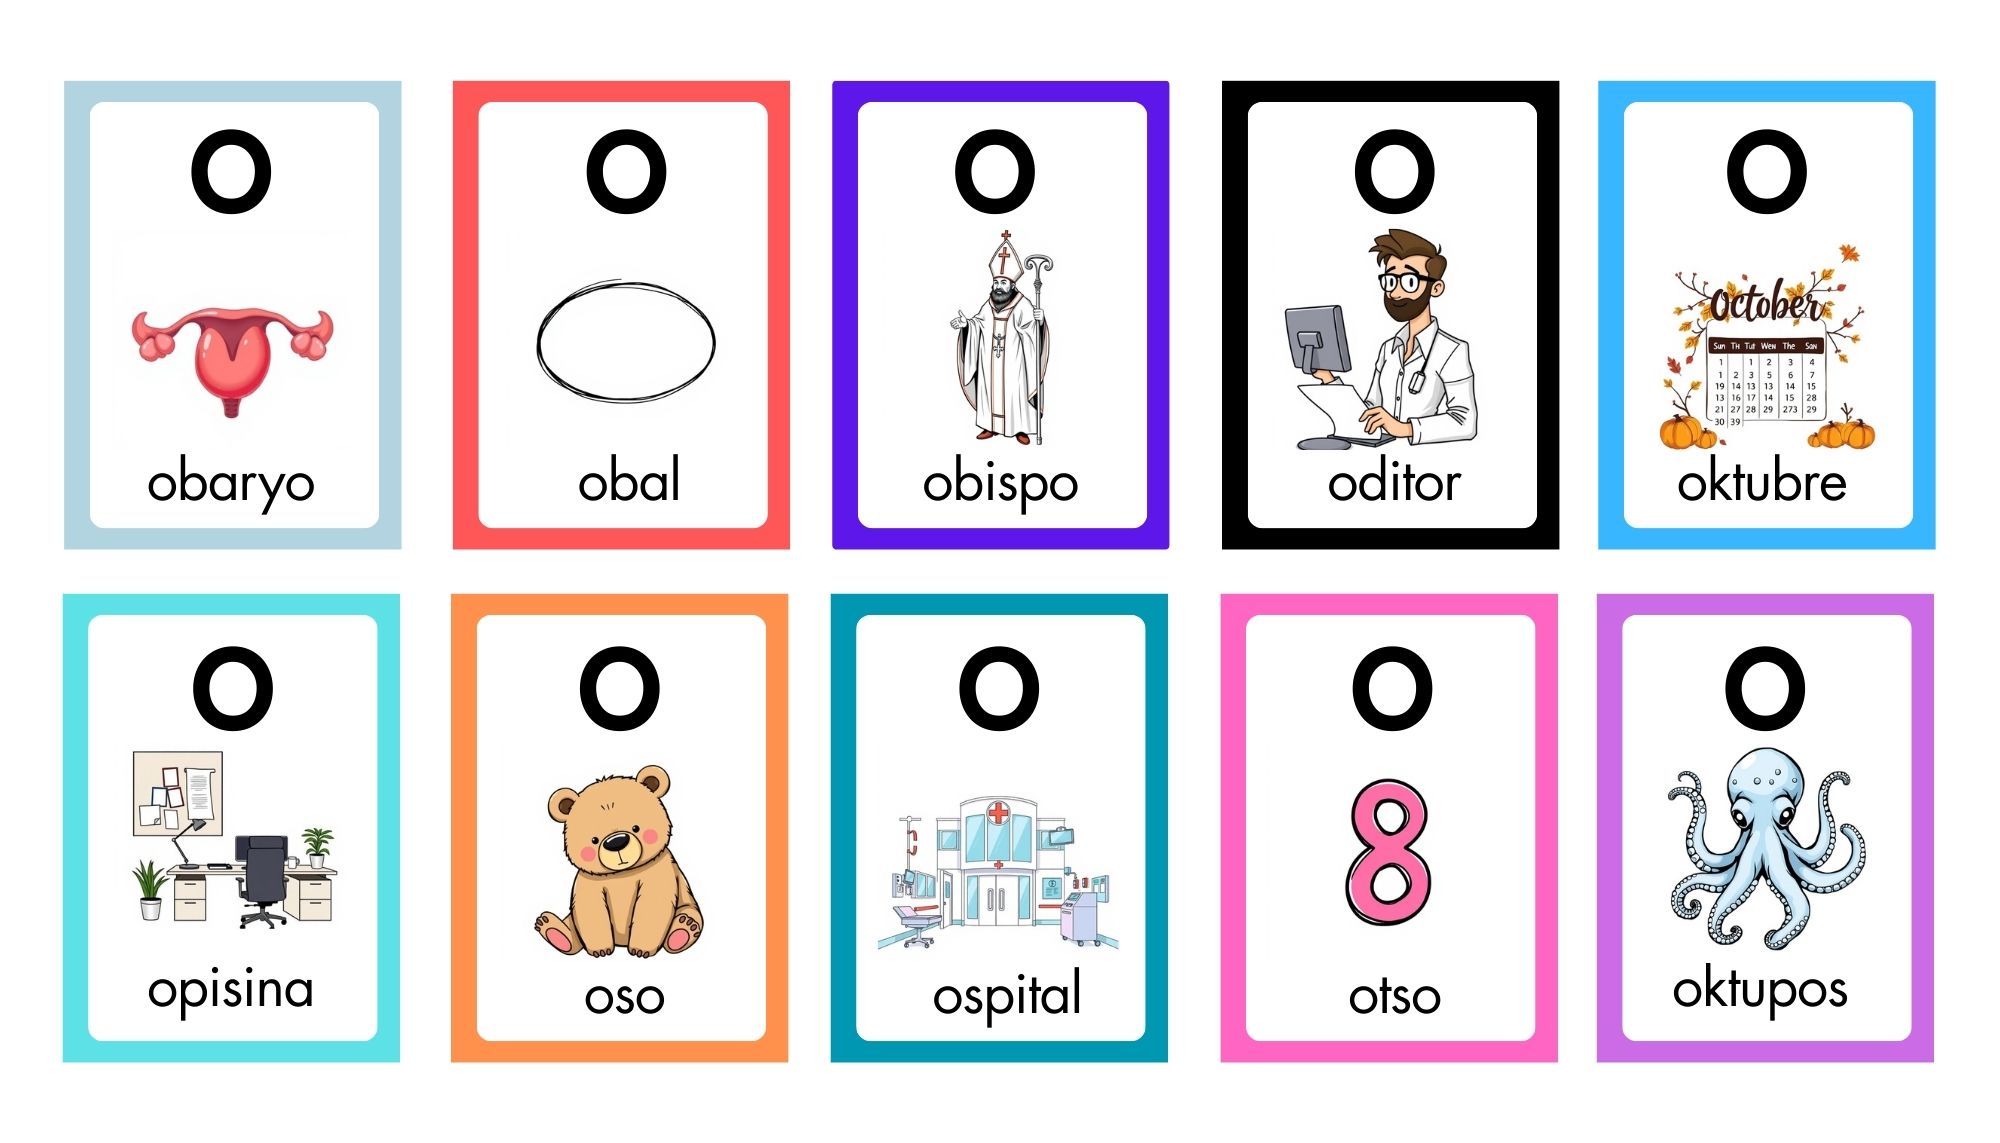 O
obaryo
O
obal
O
obispo
O
oditor
O
October
Sun Th Tut Wen The San
1 1 2 3 4
1 2 3 5 6 7
19 14 13 13 14 15
13 16 17 14 15 28
21 27 28 29 273 29
30 39
oktubre
O
opisina
O
oso
O
ospital
O
8
otso
O
oktupos